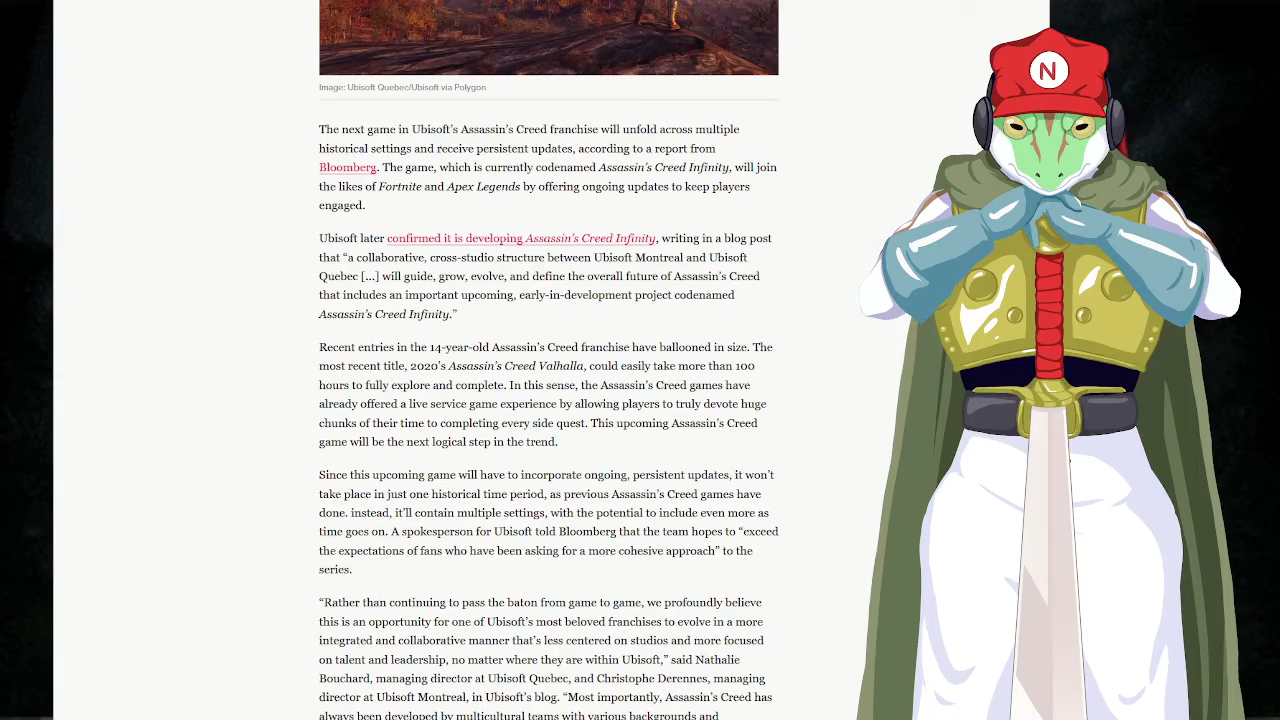 Image: Ubisoft Quebec/Ubisoft via Polygon
The next game in Ubisoft’s Assassin’s Creed franchise will unfold across multiple
historical settings and receive persistent updates, according to a report from
Bloomberg. The game, which is currently codenamed Assassin’s Creed Infinity, will join
the likes of Fortnite and Apex Legends by offering ongoing updates to keep players
engaged.
Ubisoft later confirmed it is developing Assassin’s Creed Infinity, writing in a blog post
that “a collaborative, cross-studio structure between Ubisoft Montreal and Ubisoft
Quebec [...] will guide, grow, evolve, and define the overall future of Assassin’s Creed
that includes an important upcoming, early-in-development project codenamed
Assassin’s Creed Infinity.”
Recent entries in the 14-year-old Assassin’s Creed franchise have ballooned in size. The
most recent title, 2020’s Assassin’s Creed Valhalla, could easily take more than 100
hours to fully explore and complete. In this sense, the Assassin’s Creed games have
already offered a live service game experience by allowing players to truly devote huge
chunks of their time to completing every side quest. This upcoming Assassin’s Creed
game will be the next logical step in the trend.
Since this upcoming game will have to incorporate ongoing, persistent updates, it won’t
take place in just one historical time period, as previous Assassin’s Creed games have
done. instead, it’ll contain multiple settings, with the potential to include even more as
time goes on. A spokesperson for Ubisoft told Bloomberg that the team hopes to “exceed
the expectations of fans who have been asking for a more cohesive approach” to the
series.
“Rather than continuing to pass the baton from game to game, we profoundly believe
this is an opportunity for one of Ubisoft’s most beloved franchises to evolve in a more
integrated and collaborative manner that’s less centered on studios and more focused
on talent and leadership, no matter where they are within Ubisoft,” said Nathalie
Bouchard, managing director at Ubisoft Quebec, and Christophe Derennes, managing
director at Ubisoft Montreal, in Ubisoft’s blog. “Most importantly, Assassin’s Creed has
always been developed by multicultural teams with various backgrounds and
N